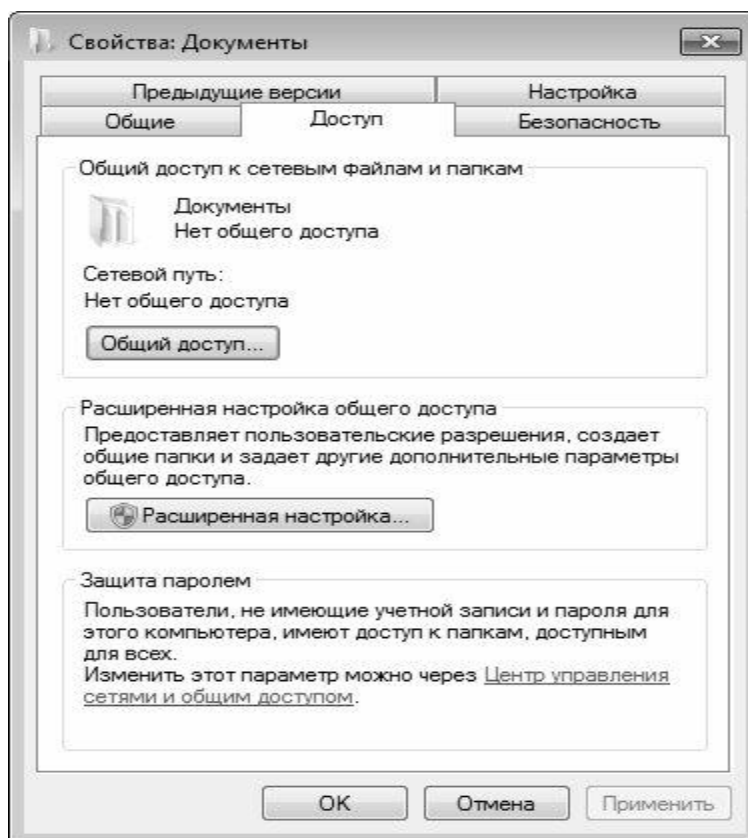 Свойства: Документы
Предыдущие версии
Настройка
Общие
Доступ
Безопасность
Общий доступ к сетевым файлам и папкам
Документы
Нет общего доступа
Сетевой путь:
Нет общего доступа
Общий доступ...
Расширенная настройка общего доступа
Предоставляет пользовательские разрешения, создает
общие папки и задает другие дополнительные параметры
общего доступа.
Расширенная настройка...
Защита паролем
Пользователи, не имеющие учетной записи и пароля для
этого компьютера, имеют доступ к папкам, доступным
для всех.
Изменить этот параметр можно через Центр управления
сетями и общим доступом.
OK
Отмена
Применить